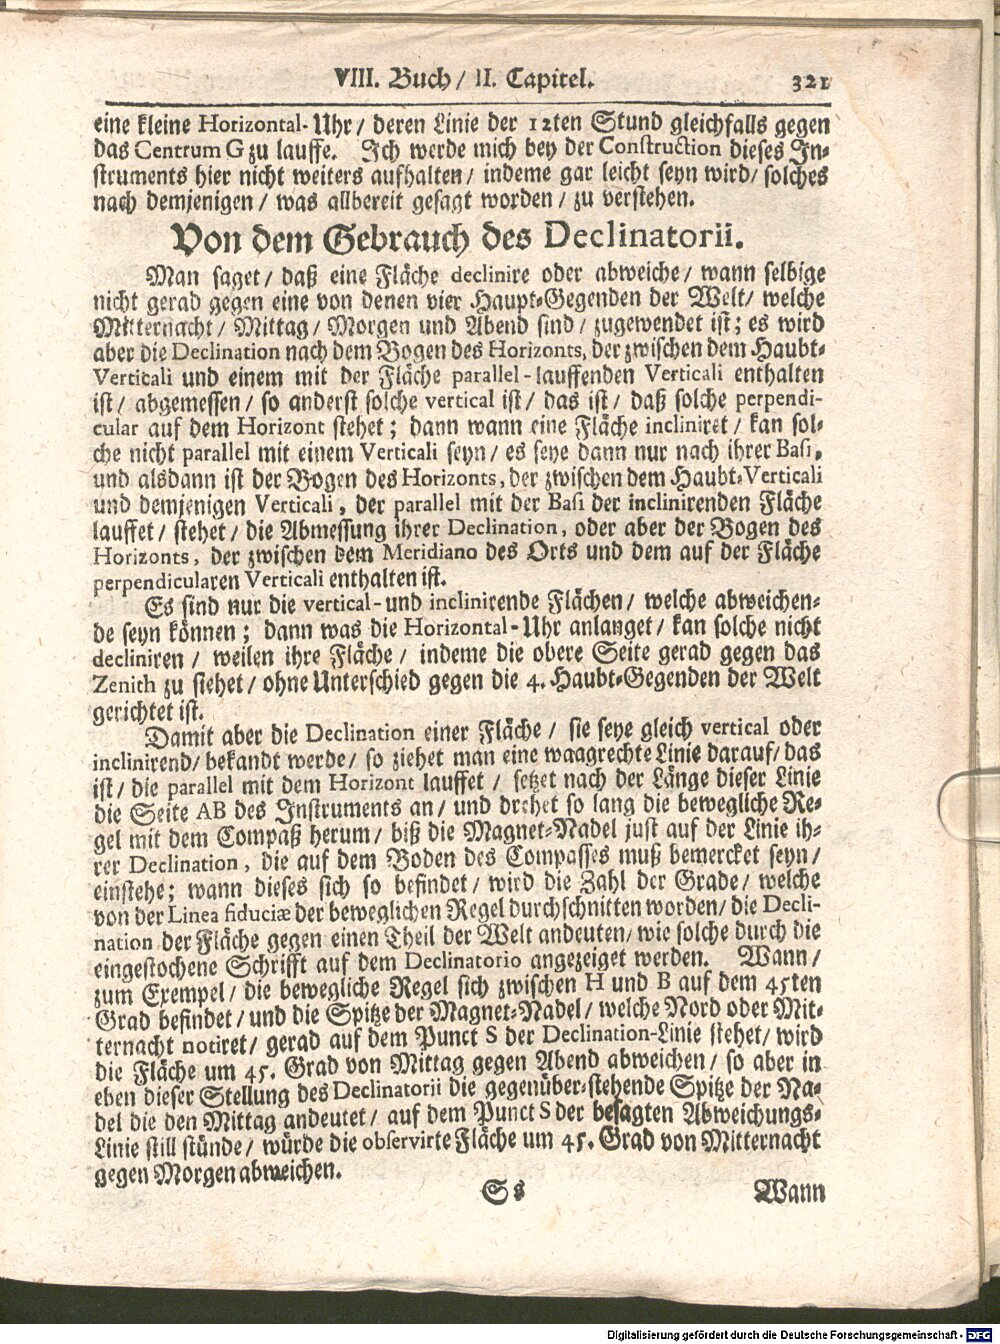 VIII. Buch / II. Capitel. 321
eine kleine Horizontal-Uhr / deren Linie der 12ten Stund gleichfalls gegen
das Centrum G zu lauffe. Ich werde mich bey der Construction dieses In-
struments hier nicht weiters aufhalten / indeme gar leicht seyn wird / solches
nach demjenigen / was allbereit gesagt worden / zu verstehen.
Von dem Gebrauch des Declinatorii.
Man saget / daß eine Fläche declinire oder abweiche / wann selbige
nicht gerad gegen eine von denen vier Haupt-Gegenden der Welt / welche
Mitternacht / Mittag / Morgen und Abend sind / zugewendet ist; es wird
aber die Declination nach dem Bogen des Horizonts, der zwischen dem Haubt-
Verticali und einem mit der Fläche parallel-lauffenden Verticali enthalten
ist / abgemessen / so anderst solche vertical ist / das ist / daß solche perpendi-
cular auf dem Horizont stehet; dann wann eine Fläche incliniret / kan sol-
che nicht parallel mit einem Verticali seyn / es seye dann nur nach ihrer Basi,
und alsdann ist der Bogen des Horizonts, der zwischen dem Haubt-Verticali
und demjenigen Verticali, der parallel mit der Basi der inclinirenden Fläche
lauffet / stehet / die Abmessung ihrer Declination, oder aber der Bogen des
Horizonts, der zwischen dem Meridiano des Orts und dem auf der Fläche
perpendicularen Verticali enthalten ist.
Es sind nur die vertical- und inclinirende Flächen / welche abweichen-
de seyn können; dann was die Horizontal-Uhr anlanget / kan solche nicht
decliniren / weilen ihre Fläche / indeme die obere Seite gerad gegen das
Zenith zu siehet / ohne Unterschied gegen die 4. Haubt-Gegenden der Welt
gerichtet ist.
Damit aber die Declination einer Fläche / sie seye gleich vertical oder
inclinirend / bekandt werde / so ziehet man eine waagrechte Linie darauf / das
ist / die parallel mit dem Horizont lauffet / setzet nach der Länge dieser Linie
die Seite AB des Instruments an / und drehet so lang die bewegliche Re-
gel mit dem Compaß herum / biß die Magnet-Nadel just auf der Linie ih-
rer Declination, die auf dem Boden des Compasses muß bemercket seyn /
einstehe; wann dieses sich so befindet / wird die Zahl der Grade / welche
von der Linea fiduciæ der beweglichen Regel durchschnitten worden / die Decli-
nation der Fläche gegen einen Theil der Welt andeuten / wie solche durch die
eingestochene Schrifft auf dem Declinatorio angezeiget werden. Wann /
zum Exempel / die bewegliche Regel sich zwischen H und B auf dem 45ten
Grad befindet / und die Spitze der Magnet-Nadel / welche Nord oder Mit-
ternacht notiret / gerad auf dem Punct S der Declination-Linie stehet / wird
die Fläche um 45. Grad von Mittag gegen Abend abweichen / so aber in
eben dieser Stellung des Declinatorii die gegenüber-stehende Spitze der Na-
del die den Mittag andeutet / auf dem Punct S der besagten Abweichungs-
Linie still stünde / würde die observirte Fläche um 45. Grad von Mitternacht
gegen Morgen abweichen.
Ss Wann
Digitalisierung gefördert durch die Deutsche Forschungsgemeinschaft - DFG